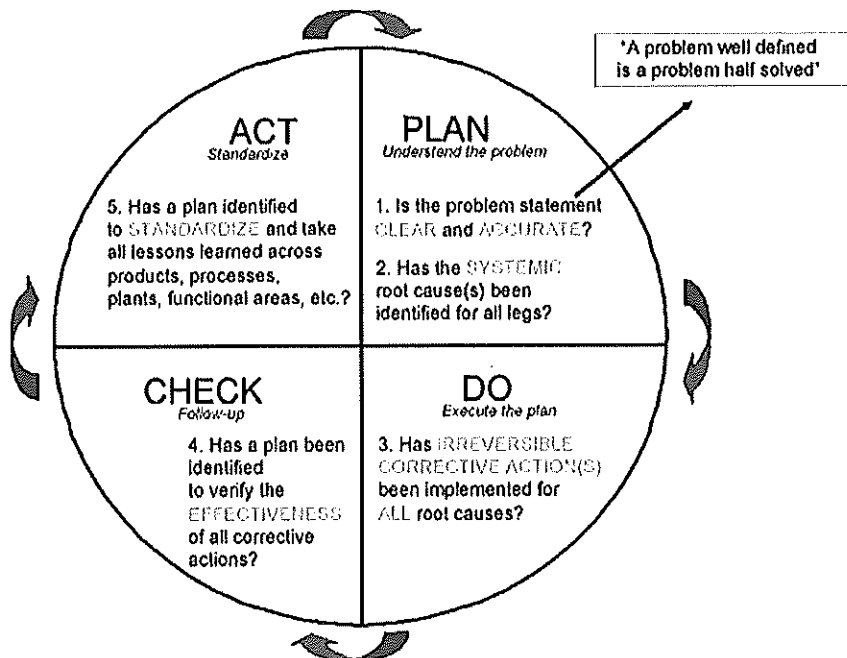 'A problem well defined
is a problem half solved'
ACT
Standardize
5. Has a plan identified
to STANDARDIZE and take
all lessons learned across
products, processes,
plants, functional areas, etc.?
PLAN
Understand the problem
1. Is the problem statement
CLEAR and ACCURATE?
2. Has the SYSTEMIC
root cause(s) been
identified for all legs?
CHECK
Follow-up
4. Has a plan been
identified
to verify the
EFFECTIVENESS
of all corrective
actions?
DO
Execute the plan
3. Has IRREVERSIBLE
CORRECTIVE ACTION(S)
been implemented for
ALL root causes?